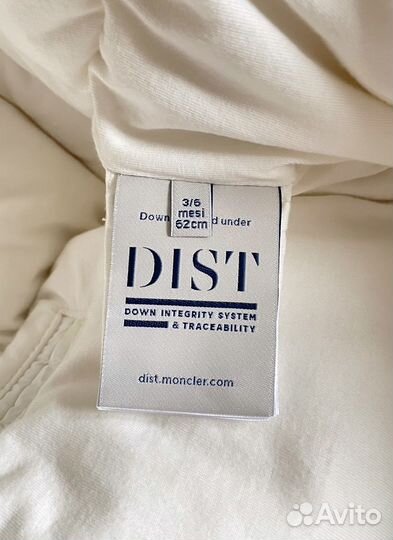 3/6
mesi
62cm
Down d under
DIST
DOWN INTEGRITY SYSTEM
& TRACEABILITY
dist.moncler.com
Avito